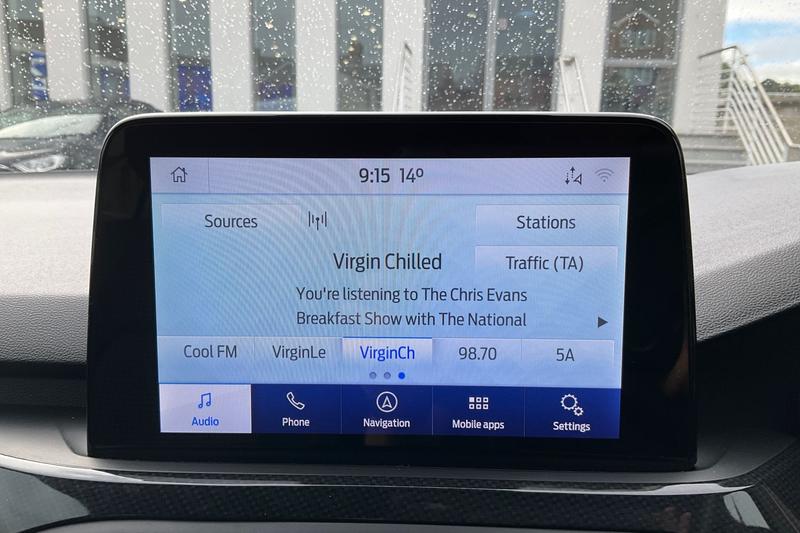 9:15 14º
Sources
Stations
Virgin Chilled
Traffic (TA)
You're listening to The Chris Evans
Breakfast Show with The National
Cool FM VirginLe VirginCh 98.70 5A
Audio Phone Navigation Mobile apps Settings